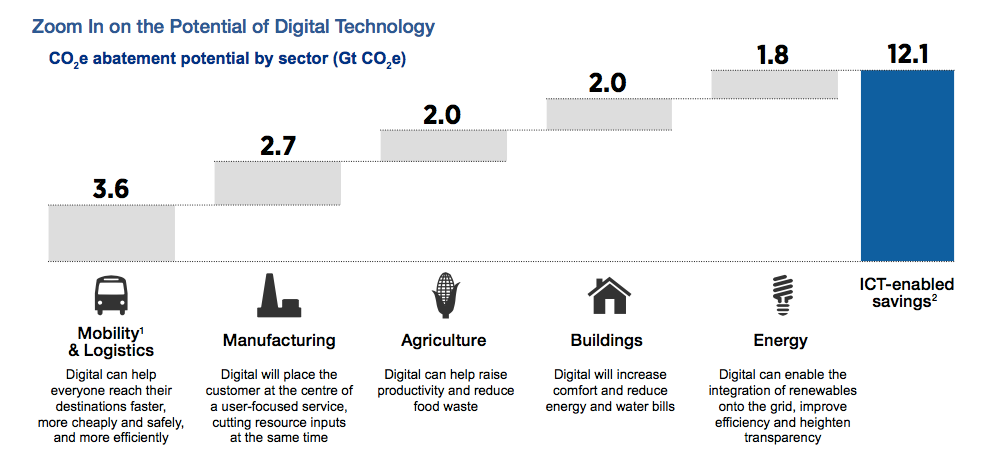 Zoom In on the Potential of Digital Technology
CO₂e abatement potential by sector (Gt CO₂e)
3.6
2.7
2.0
2.0
1.8
12.1
Mobility¹
& Logistics
Digital can help
everyone reach their
destinations faster,
more cheaply and safely,
and more efficiently
Manufacturing
Digital will place the
customer at the centre of
a user-focused service,
cutting resource inputs
at the same time
Agriculture
Digital can help raise
productivity and reduce
food waste
Buildings
Digital will increase
comfort and reduce
energy and water bills
Energy
Digital can enable the
integration of renewables
onto the grid, improve
efficiency and heighten
transparency
ICT-enabled
savings²